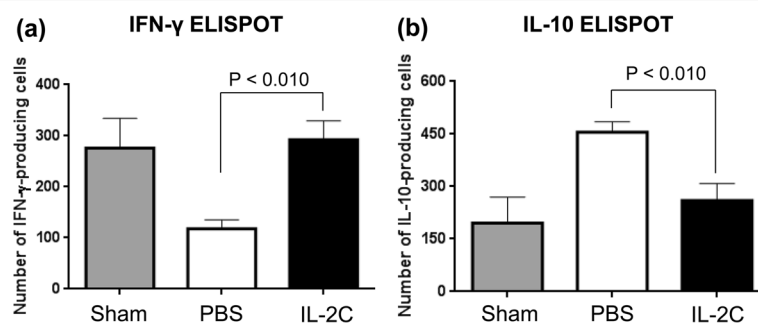 (a)
IFN-γ ELISPOT
Number of IFN-γ-producing cells
400
300
200
100
0
P < 0.010
Sham
PBS
IL-2C
(b)
IL-10 ELISPOT
Number of IL-10-producing cells
600
450
300
150
0
P < 0.010
Sham
PBS
IL-2C